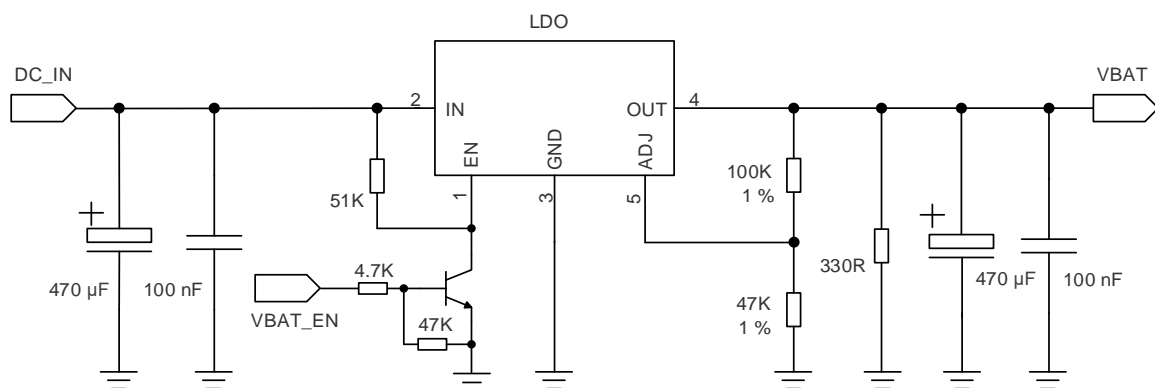 LDO
DC_IN
VBAT
2
IN
OUT
4
EN
GND
ADJ
1
3
5
51K
100K
1 %
470 µF
100 nF
4.7K
VBAT_EN
47K
47K
1 %
330R
470 µF
100 nF